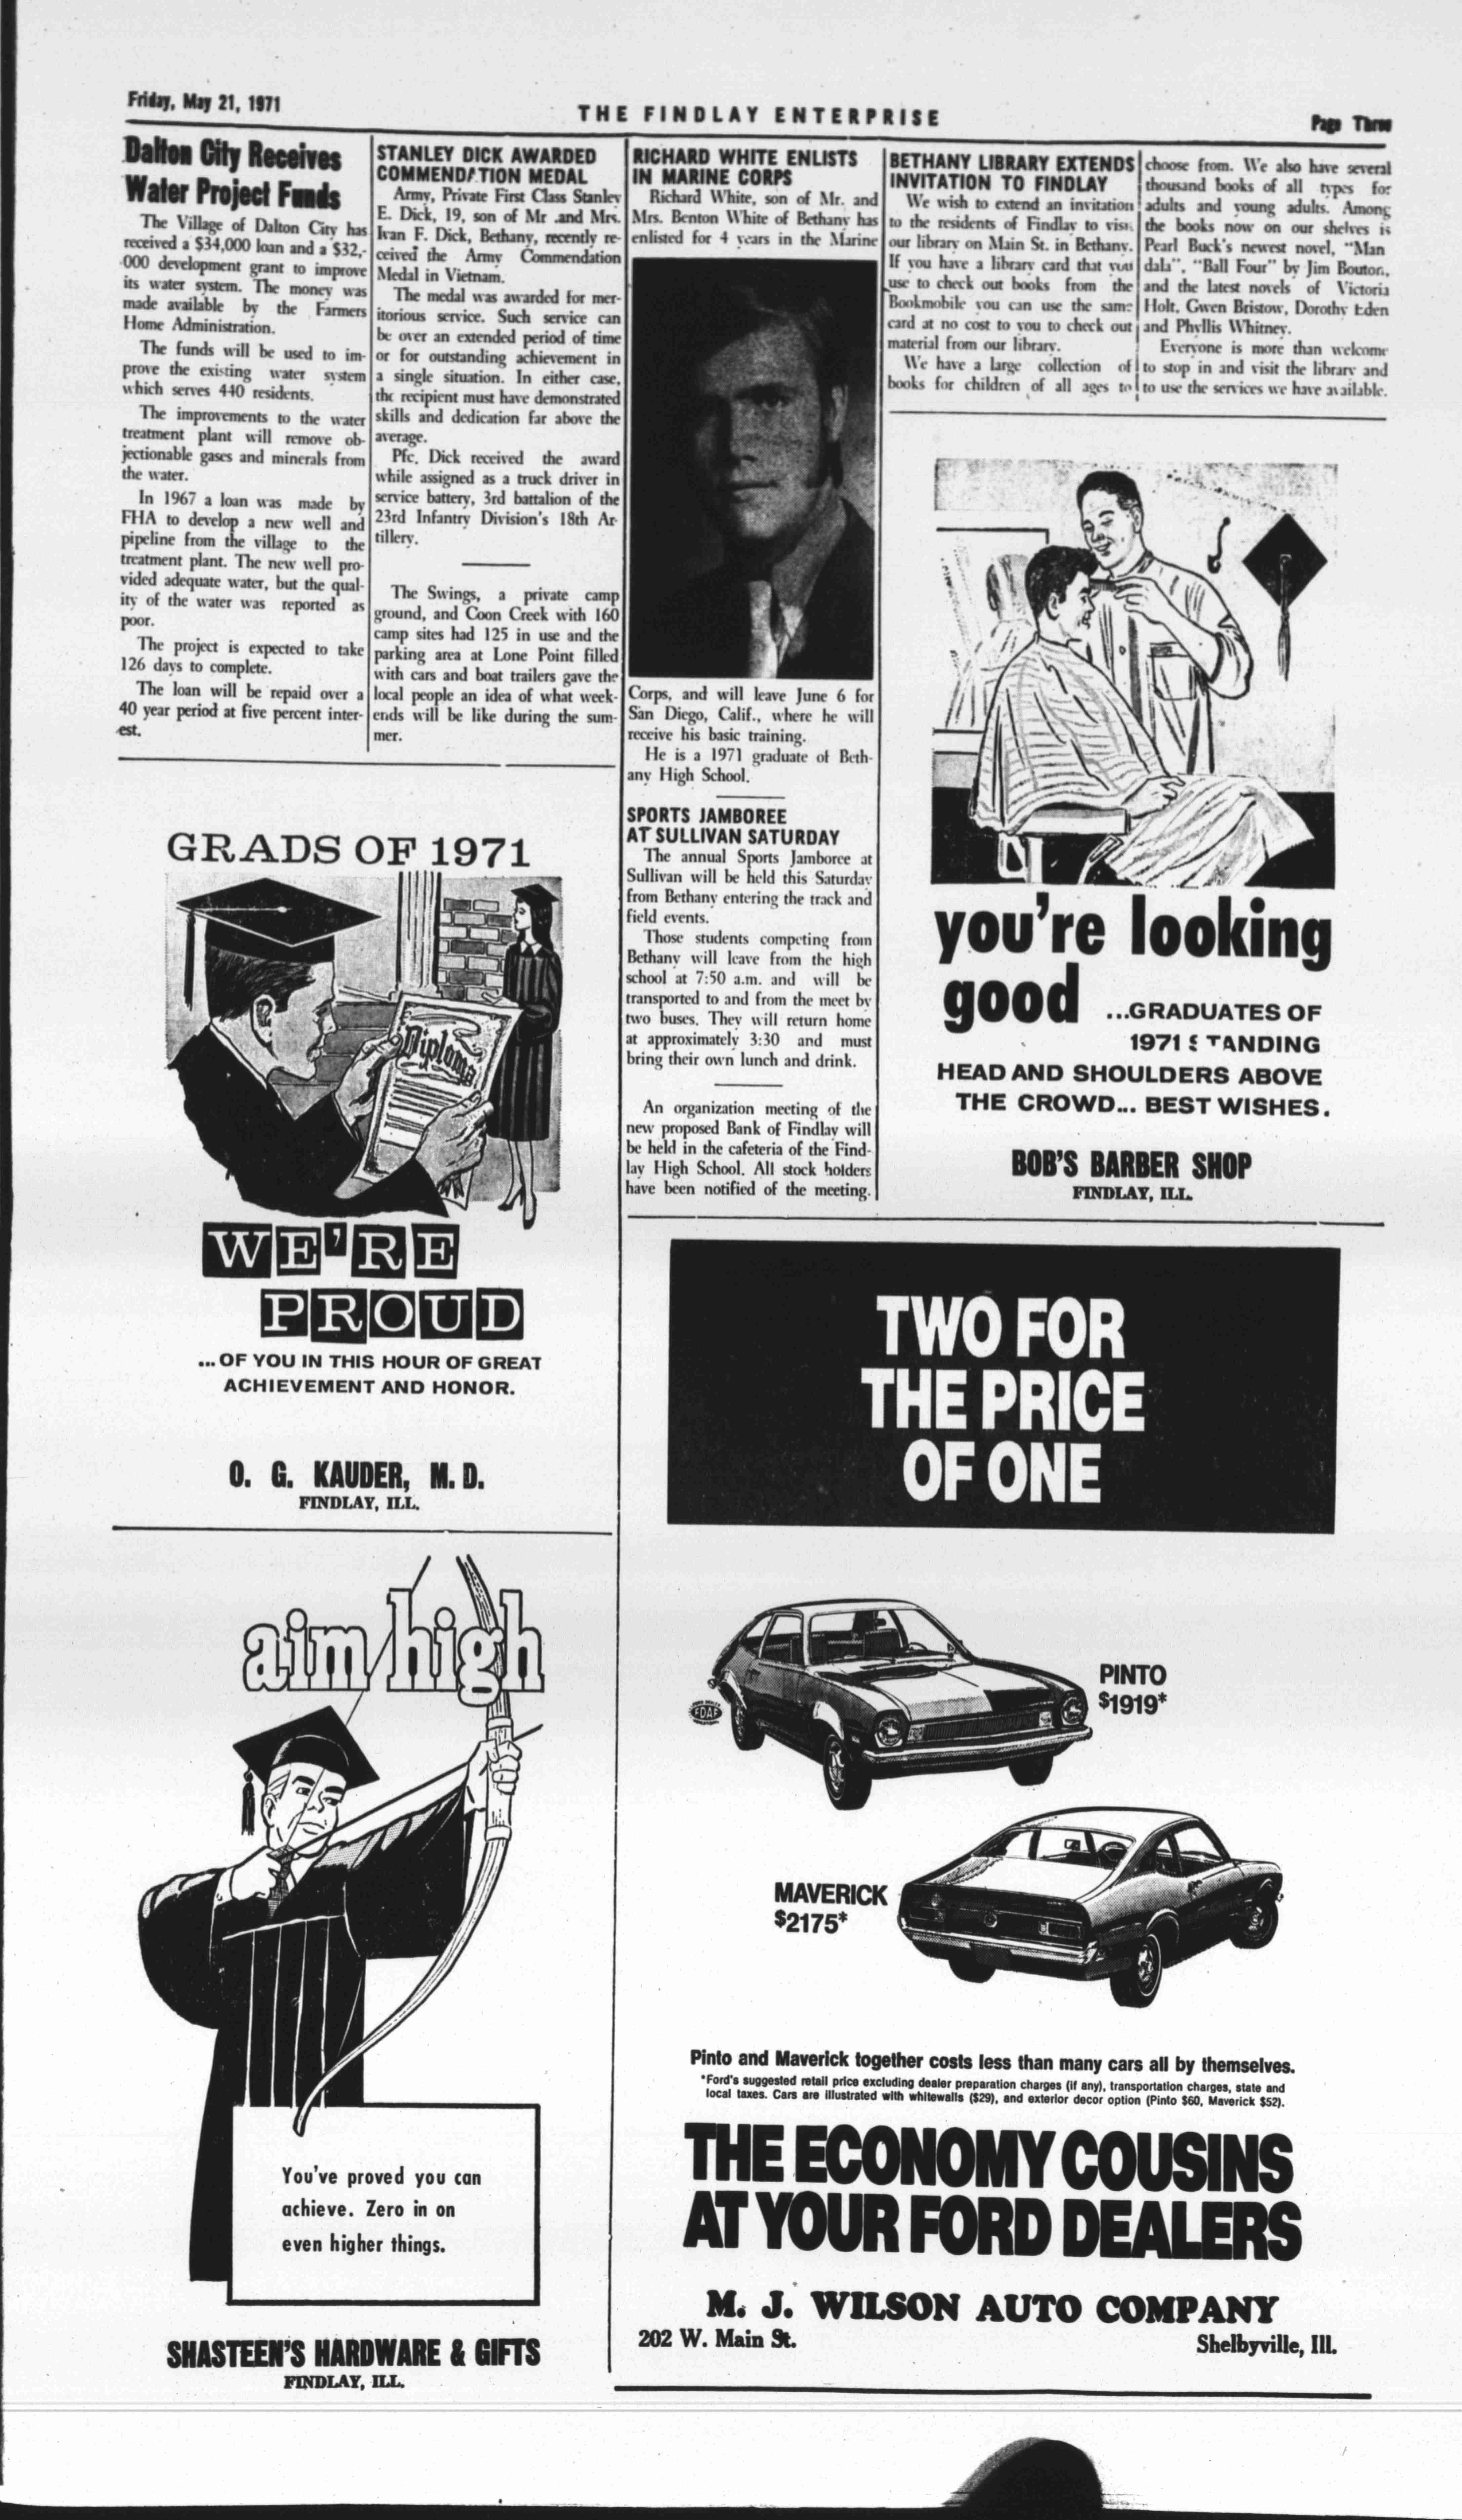 Friday, May 21, 1971
THE FINDLAY ENTERPRISE
Page Three
Dalton City Receives
Water Project Funds
The Village of Dalton City has
received a $34,000 loan and a $32,-
000 development grant to improve
its water system. The money was
made available by the Farmers
Home Administration.
The funds will be used to im-
prove the existing water system
which serves 440 residents.
The improvements to the water
treatment plant will remove ob-
jectionable gases and minerals from
the water.
In 1967 a loan was made by
FHA to develop a new well and
pipeline from the village to the
treatment plant. The new well pro-
vided adequate water, but the qual-
ity of the water was reported as
poor.
The project is expected to take
126 days to complete.
The loan will be repaid over a
40 year period at five percent inter-
est.
STANLEY DICK AWARDED
COMMENDATION MEDAL
Army, Private First Class Stanley
E. Dick, 19, son of Mr .and Mrs.
Ivan F. Dick, Bethany, recently re-
ceived the Army Commendation
Medal in Vietnam.
The medal was awarded for mer-
itorious service. Such service can
be over an extended period of time
or for outstanding achievement in
a single situation. In either case,
the recipient must have demonstrated
skills and dedication far above the
average.
Pfc. Dick received the award
while assigned as a truck driver in
service battery, 3rd battalion of the
23rd Infantry Division's 18th Ar-
tillery.
The Swings, a private camp
ground, and Coon Creek with 160
camp sites had 125 in use and the
parking area at Lone Point filled
with cars and boat trailers gave the
local people an idea of what week-
ends will be like during the sum-
mer.
RICHARD WHITE ENLISTS
IN MARINE CORPS
Richard White, son of Mr. and
Mrs. Benton White of Bethany has
enlisted for 4 years in the Marine
Corps, and will leave June 6 for
San Diego, Calif., where he will
receive his basic training.
He is a 1971 graduate of Beth-
any High School.
SPORTS JAMBOREE
AT SULLIVAN SATURDAY
The annual Sports Jamboree at
Sullivan will be held this Saturday
from Bethany entering the track and
field events.
Those students competing from
Bethany will leave from the high
school at 7:50 a.m. and will be
transported to and from the meet by
two buses. They will return home
at approximately 3:30 and must
bring their own lunch and drink.
An organization meeting of the
new proposed Bank of Findlay will
be held in the cafeteria of the Find-
lay High School. All stock holders
have been notified of the meeting.
BETHANY LIBRARY EXTENDS
INVITATION TO FINDLAY
We wish to extend an invitation
to the residents of Findlay to visit
our library on Main St. in Bethany.
If you have a library card that you
use to check out books from the
Bookmobile you can use the same
card at no cost to you to check out
material from our library.
We have a large collection of
books for children of all ages to
choose from. We also have several
thousand books of all types for
adults and young adults. Among
the books now on our shelves is
Pearl Buck's newest novel, "Man
dala", "Ball Four" by Jim Bouton,
and the latest novels of Victoria
Holt, Gwen Bristow, Dorothy Eden
and Phyllis Whitney.
Everyone is more than welcome
to stop in and visit the library and
to use the services we have available.
GRADS OF 1971
Diploma
WE'RE
PROUD
...OF YOU IN THIS HOUR OF GREAT
ACHIEVEMENT AND HONOR.
O. G. KAUDER, M. D.
FINDLAY, ILL.
you're looking
good ...GRADUATES OF
1971 STANDING
HEAD AND SHOULDERS ABOVE
THE CROWD... BEST WISHES.
BOB'S BARBER SHOP
FINDLAY, ILL.
aim high
You've proved you can
achieve. Zero in on
even higher things.
SHASTEEN'S HARDWARE & GIFTS
FINDLAY, ILL.
TWO FOR
THE PRICE
OF ONE
PINTO
$1919*
FDAF
MAVERICK
$2175*
Pinto and Maverick together costs less than many cars all by themselves.
*Ford's suggested retail price excluding dealer preparation charges (if any), transportation charges, state and
local taxes. Cars are illustrated with whitewalls ($29), and exterior decor option (Pinto $60, Maverick $52).
THE ECONOMY COUSINS
AT YOUR FORD DEALERS
M. J. WILSON AUTO COMPANY
202 W. Main St.
Shelbyville, Ill.